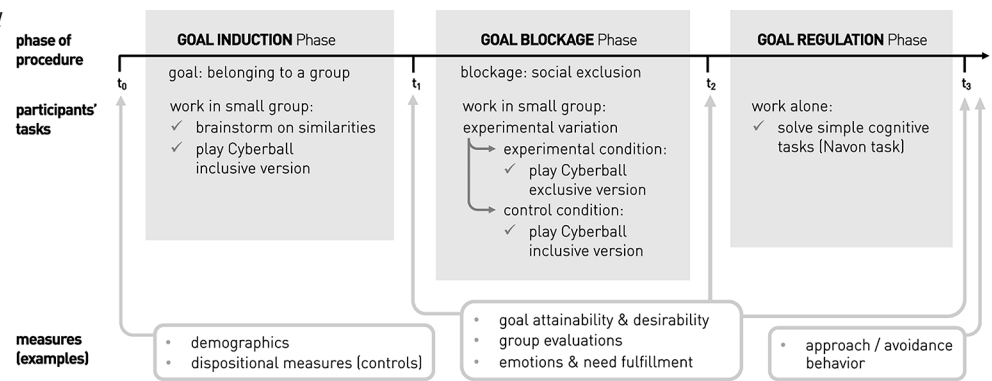 phase of
procedure
GOAL INDUCTION Phase
GOAL BLOCKAGE Phase
GOAL REGULATION Phase
t0
t1
t2
t3
goal: belonging to a group
blockage: social exclusion
participants'
tasks
work in small group:
✓ brainstorm on similarities
✓ play Cyberball
inclusive version
work in small group:
experimental variation
experimental condition:
✓ play Cyberball
exclusive version
control condition:
✓ play Cyberball
inclusive version
work alone:
✓ solve simple cognitive
tasks (Navon task)
measures
(examples)
• demographics
• dispositional measures (controls)
• goal attainability & desirability
• group evaluations
• emotions & need fulfillment
• approach / avoidance
behavior